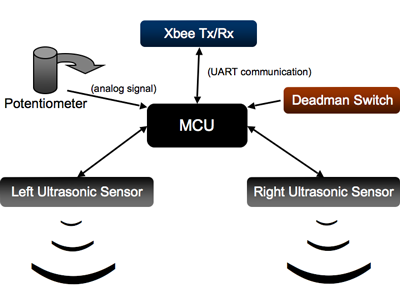 Xbee Tx/Rx
(UART communication)
(analog signal)
Potentiometer
Deadman Switch
MCU
Left Ultrasonic Sensor
Right Ultrasonic Sensor